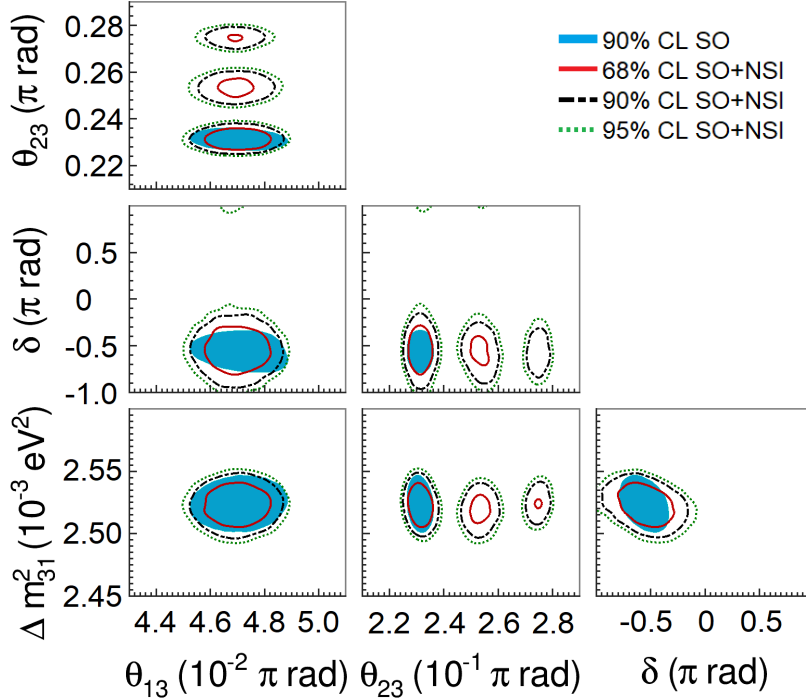 0.28
0.26
0.24
0.22
θ₂₃ (π rad)
90% CL SO
68% CL SO+NSI
90% CL SO+NSI
95% CL SO+NSI
0.5
0
-0.5
-1.0
δ (π rad)
2.55
2.50
2.45
Δ m²₃₁ (10⁻³ eV²)
4.4 4.6 4.8 5.0
2.2 2.4 2.6 2.8
-0.5 0 0.5
θ₁₃ (10⁻² π rad)
θ₂₃ (10⁻¹ π rad)
δ (π rad)